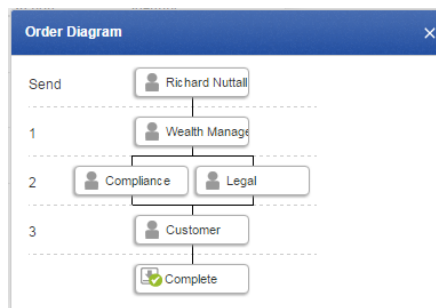 Order Diagram
Send
Richard Nuttall
1
Wealth Manage
2
Compliance
Legal
3
Customer
Complete